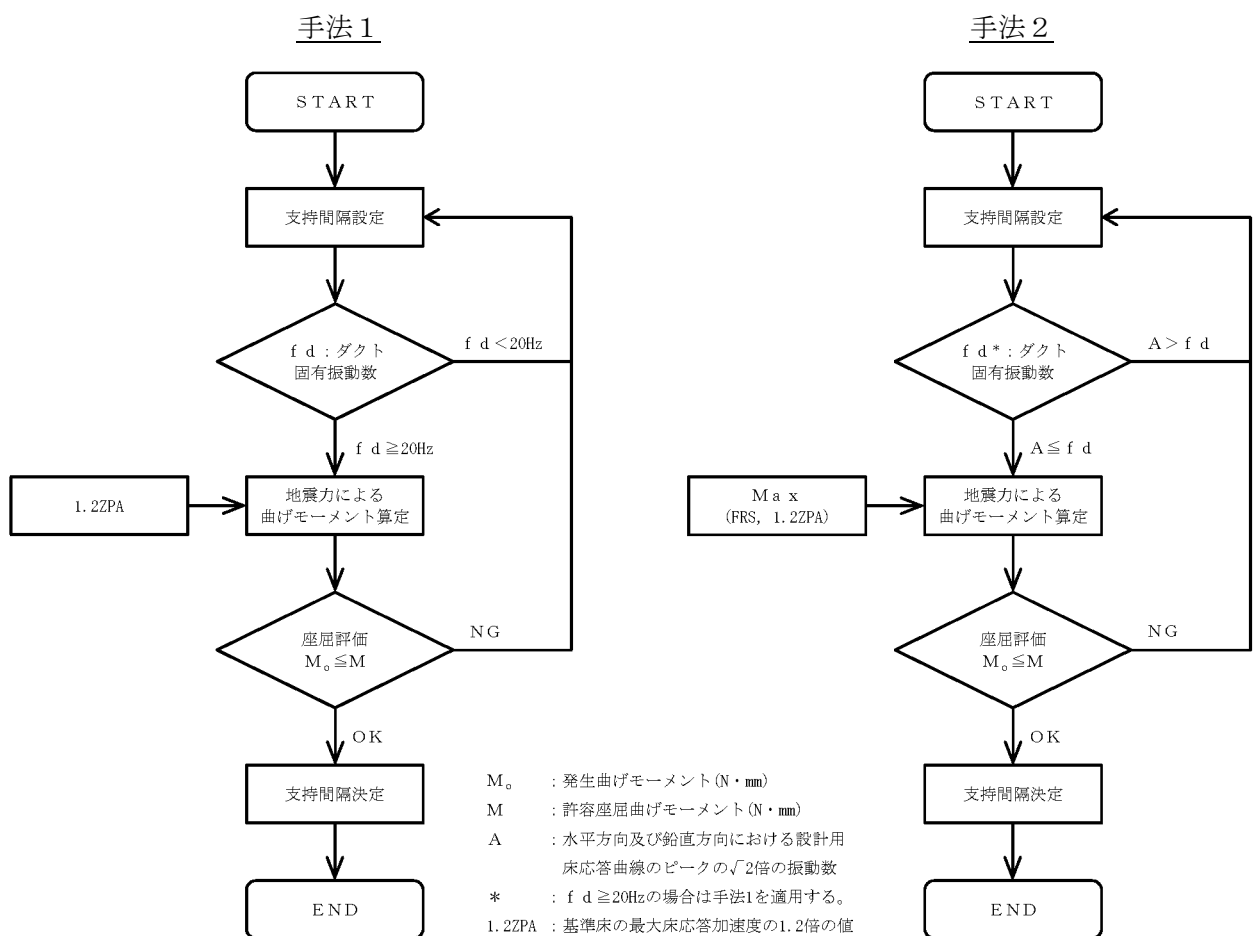 手法１
START
支持間隔設定
ｆｄ：ダクト
固有振動数
ｆｄ＜20Hz
ｆｄ≧20Hz
1.2ZPA
地震力による
曲げモーメント算定
座屈評価
M₀≦M
NG
OK
支持間隔決定
END
手法２
START
支持間隔設定
ｆｄ*：ダクト
固有振動数
A＞ｆｄ
A≦ｆｄ
Max
(FRS, 1.2ZPA)
地震力による
曲げモーメント算定
座屈評価
M₀≦M
NG
OK
支持間隔決定
END
M₀ ：発生曲げモーメント(N・mm)
M ：許容座屈曲げモーメント(N・mm)
A ：水平方向及び鉛直方向における設計用
床応答曲線のピークの√2倍の振動数
* ：ｆｄ≧20Hzの場合は手法1を適用する。
1.2ZPA ：基準床の最大床応答加速度の1.2倍の値